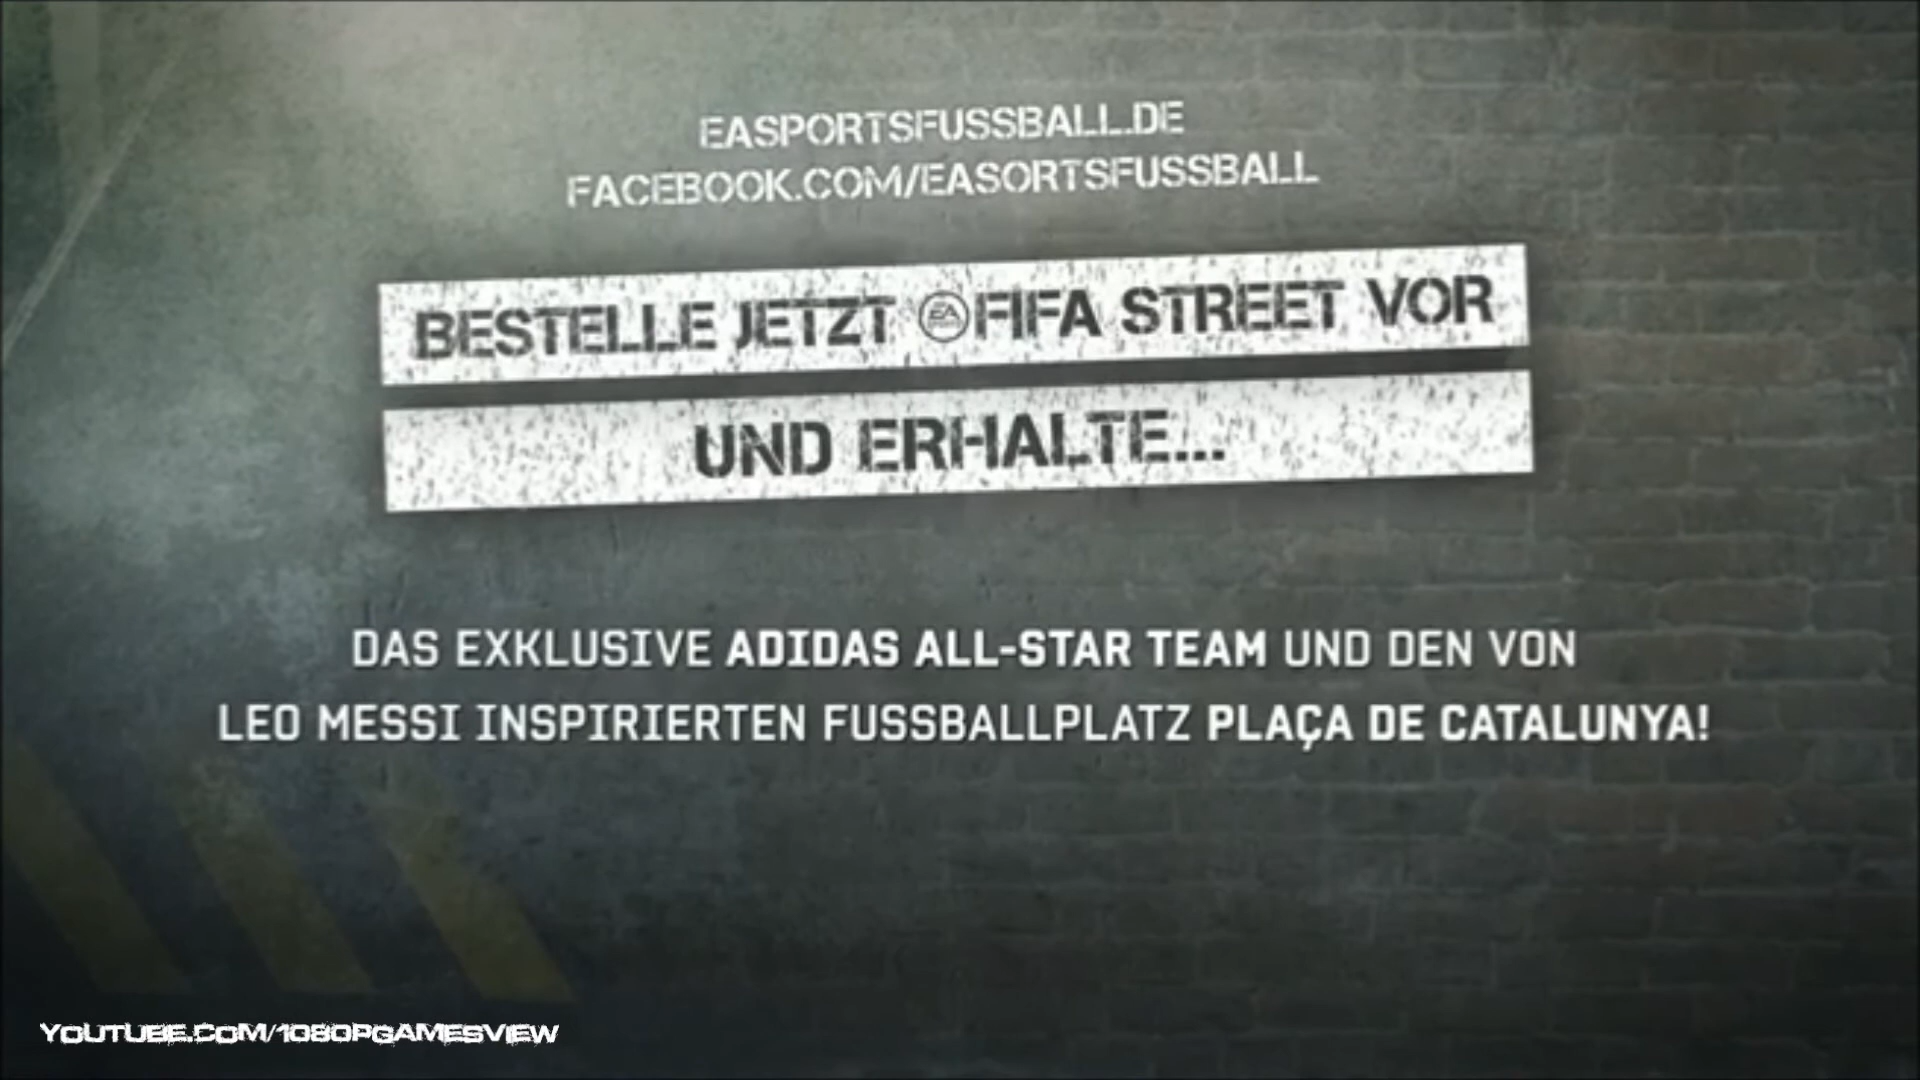 EASPORTSFUSSBALL.DE
FACEBOOK.COM/EASORTSFUSSBALL
BESTELLE JETZT EA FIFA STREET VOR
UND ERHALTE...
DAS EXKLUSIVE ADIDAS ALL-STAR TEAM UND DEN VON
LEO MESSI INSPIRIERTEN FUSSBALLPLATZ PLAÇA DE CATALUNYA!
YOUTUBE.COM/1080PGAMESVIEW